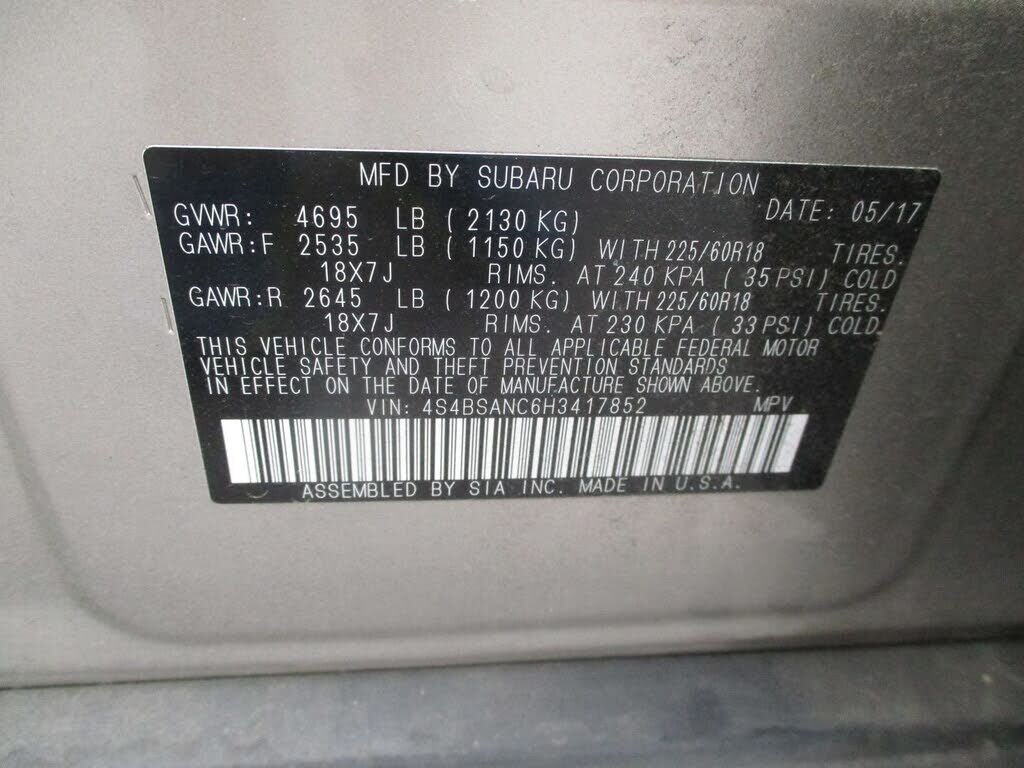 MFD BY SUBARU CORPORATION
GVWR: 4695 LB (2130 KG) DATE: 05/17
GAWR:F 2535 LB (1150 KG) WITH 225/60R18 TIRES.
18X7J RIMS. AT 240 KPA (35 PSI) COLD
GAWR:R 2645 LB (1200 KG) WITH 225/60R18 TIRES.
18X7J RIMS. AT 230 KPA (33 PSI) COLD.
THIS VEHICLE CONFORMS TO ALL APPLICABLE FEDERAL MOTOR
VEHICLE SAFETY AND THEFT PREVENTION STANDARDS
IN EFFECT ON THE DATE OF MANUFACTURE SHOWN ABOVE.
VIN: 4S4BSANC6H3417852 MPV
ASSEMBLED BY SIA INC. MADE IN U.S.A.